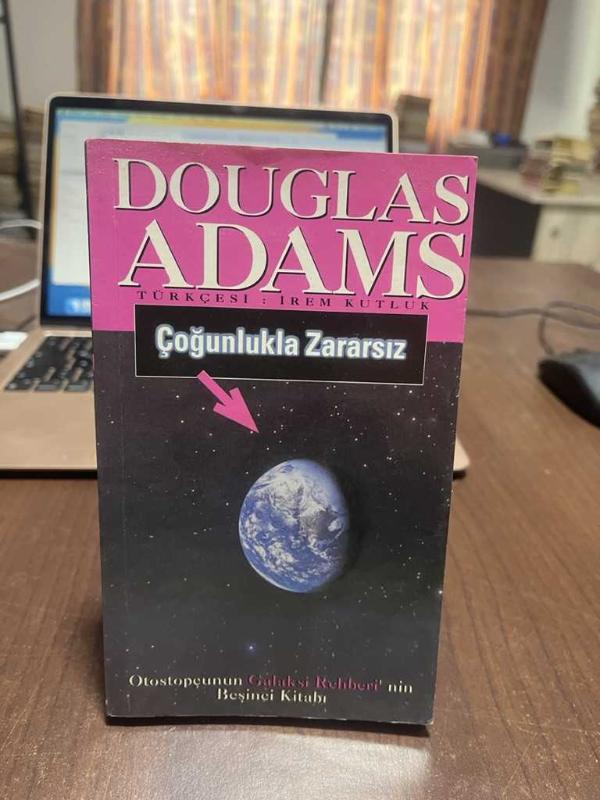 DOUGLAS
ADAMS
TÜRKÇESİ : İREM KUTLUK
Çoğunlukla Zararsız
Otostopçunun Galaksi Rehberi' nin
Beşinci Kitabı